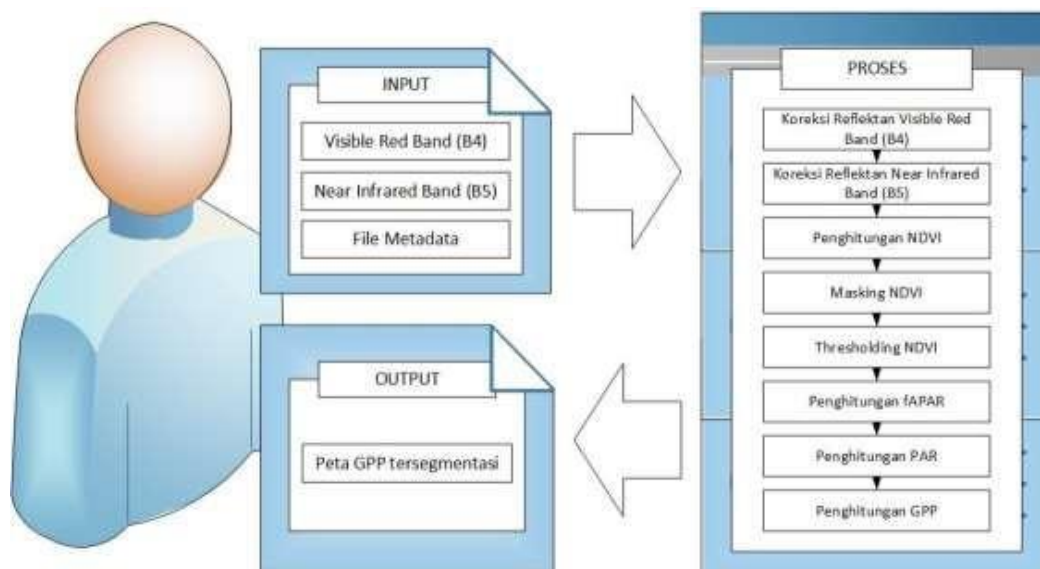 INPUT
Visible Red Band (B4)
Near Infrared Band (B5)
File Metadata
PROSES
Koreksi Reflektan Visible Red
Band (B4)
Koreksi Reflektan Near Infrared
Band (B5)
Penghitungan NDVI
Masking NDVI
Thresholding NDVI
Penghitungan fAPAR
Penghitungan PAR
Penghitungan GPP
OUTPUT
Peta GPP tersegmentasi